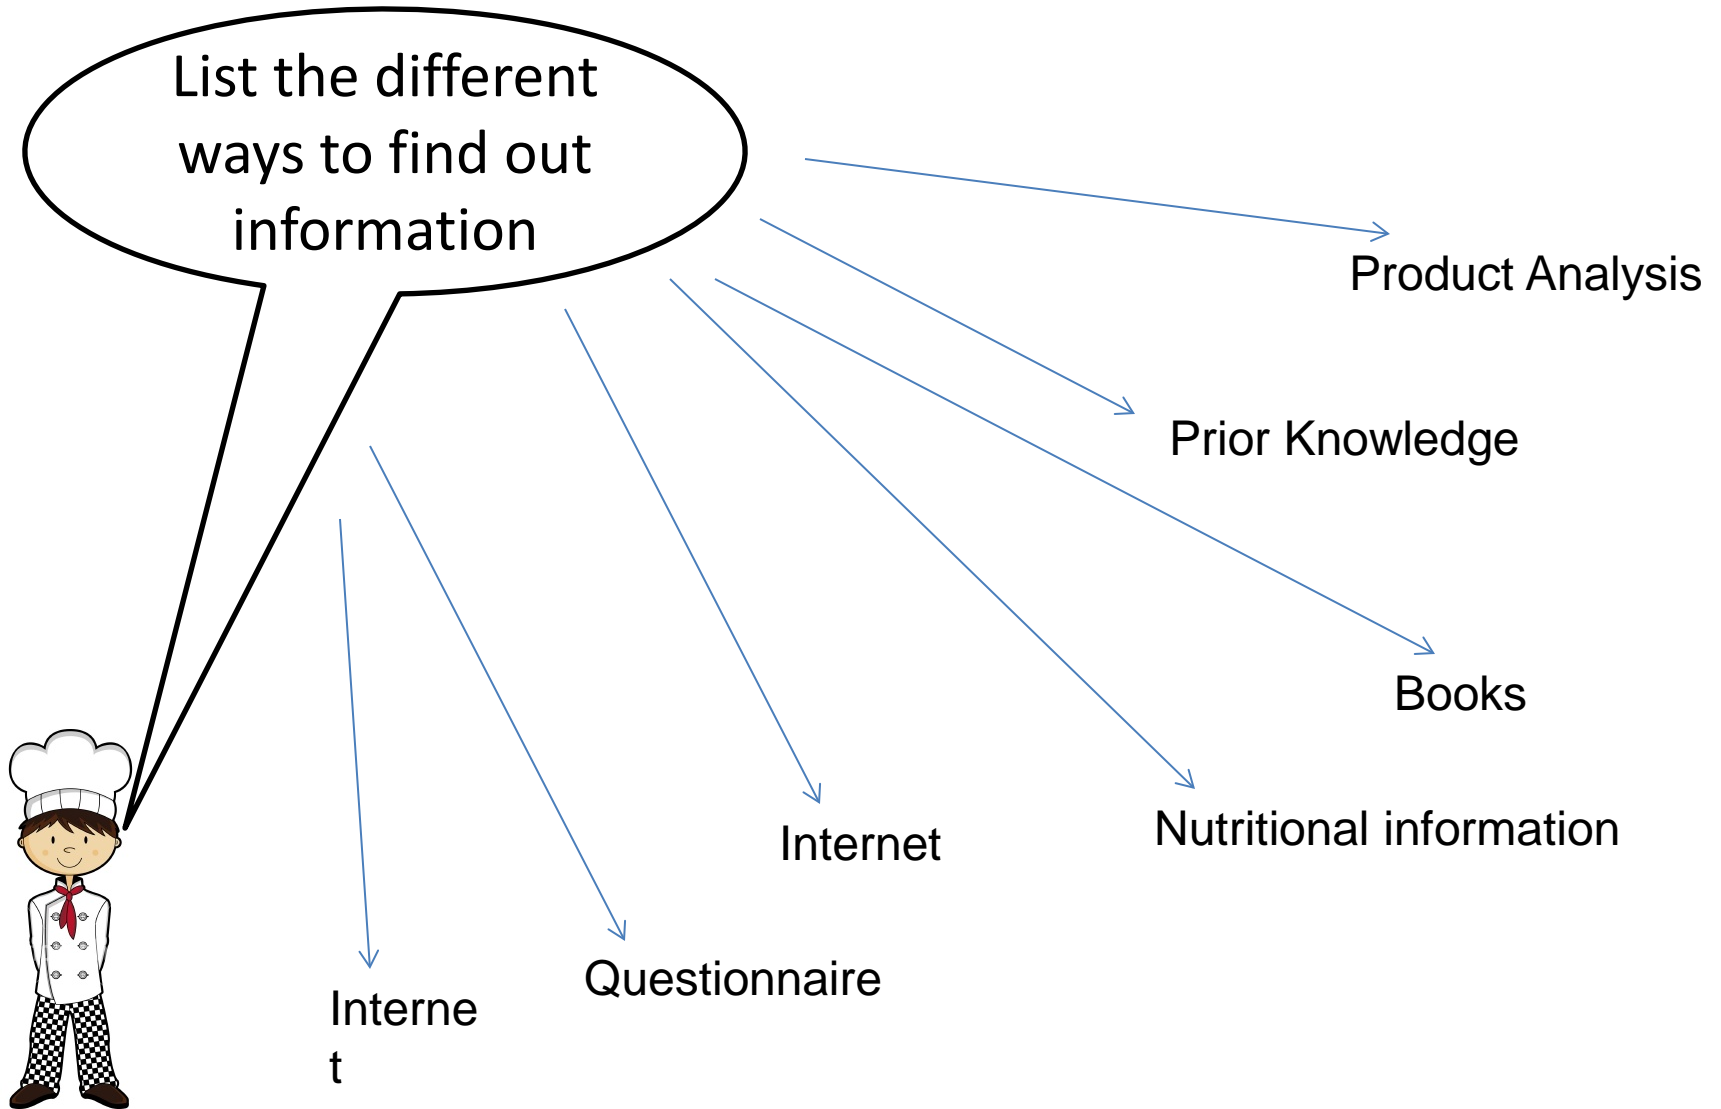 List the different
ways to find out
information
Product Analysis
Prior Knowledge
Books
Nutritional information
Internet
Questionnaire
Interne
t